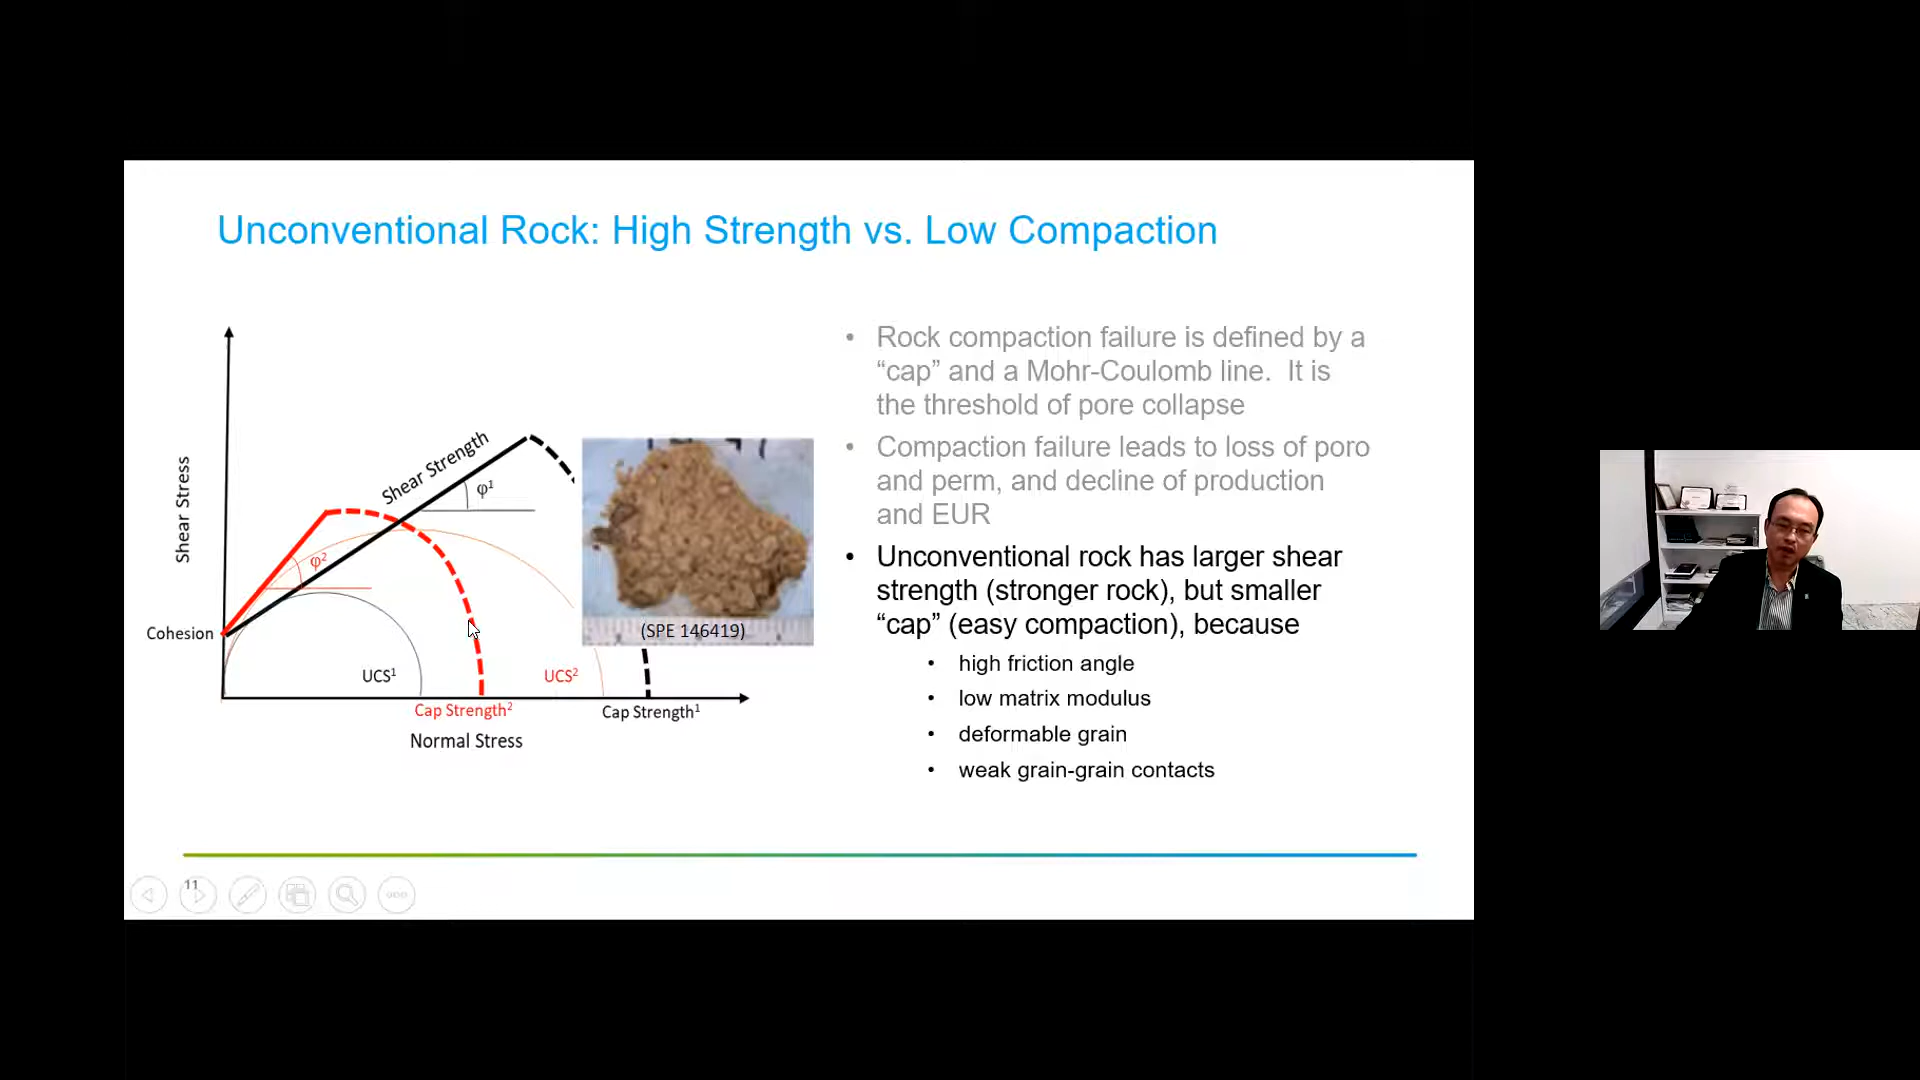 Unconventional Rock: High Strength vs. Low Compaction
Shear Stress
Shear Strength
φ¹
φ²
Cohesion
UCS¹
UCS²
Cap Strength²
Cap Strength¹
Normal Stress
(SPE 146419)
• Rock compaction failure is defined by a
“cap” and a Mohr-Coulomb line.  It is
the threshold of pore collapse
• Compaction failure leads to loss of poro
and perm, and decline of production
and EUR
• Unconventional rock has larger shear
strength (stronger rock), but smaller
“cap” (easy compaction), because
• high friction angle
• low matrix modulus
• deformable grain
• weak grain-grain contacts
11